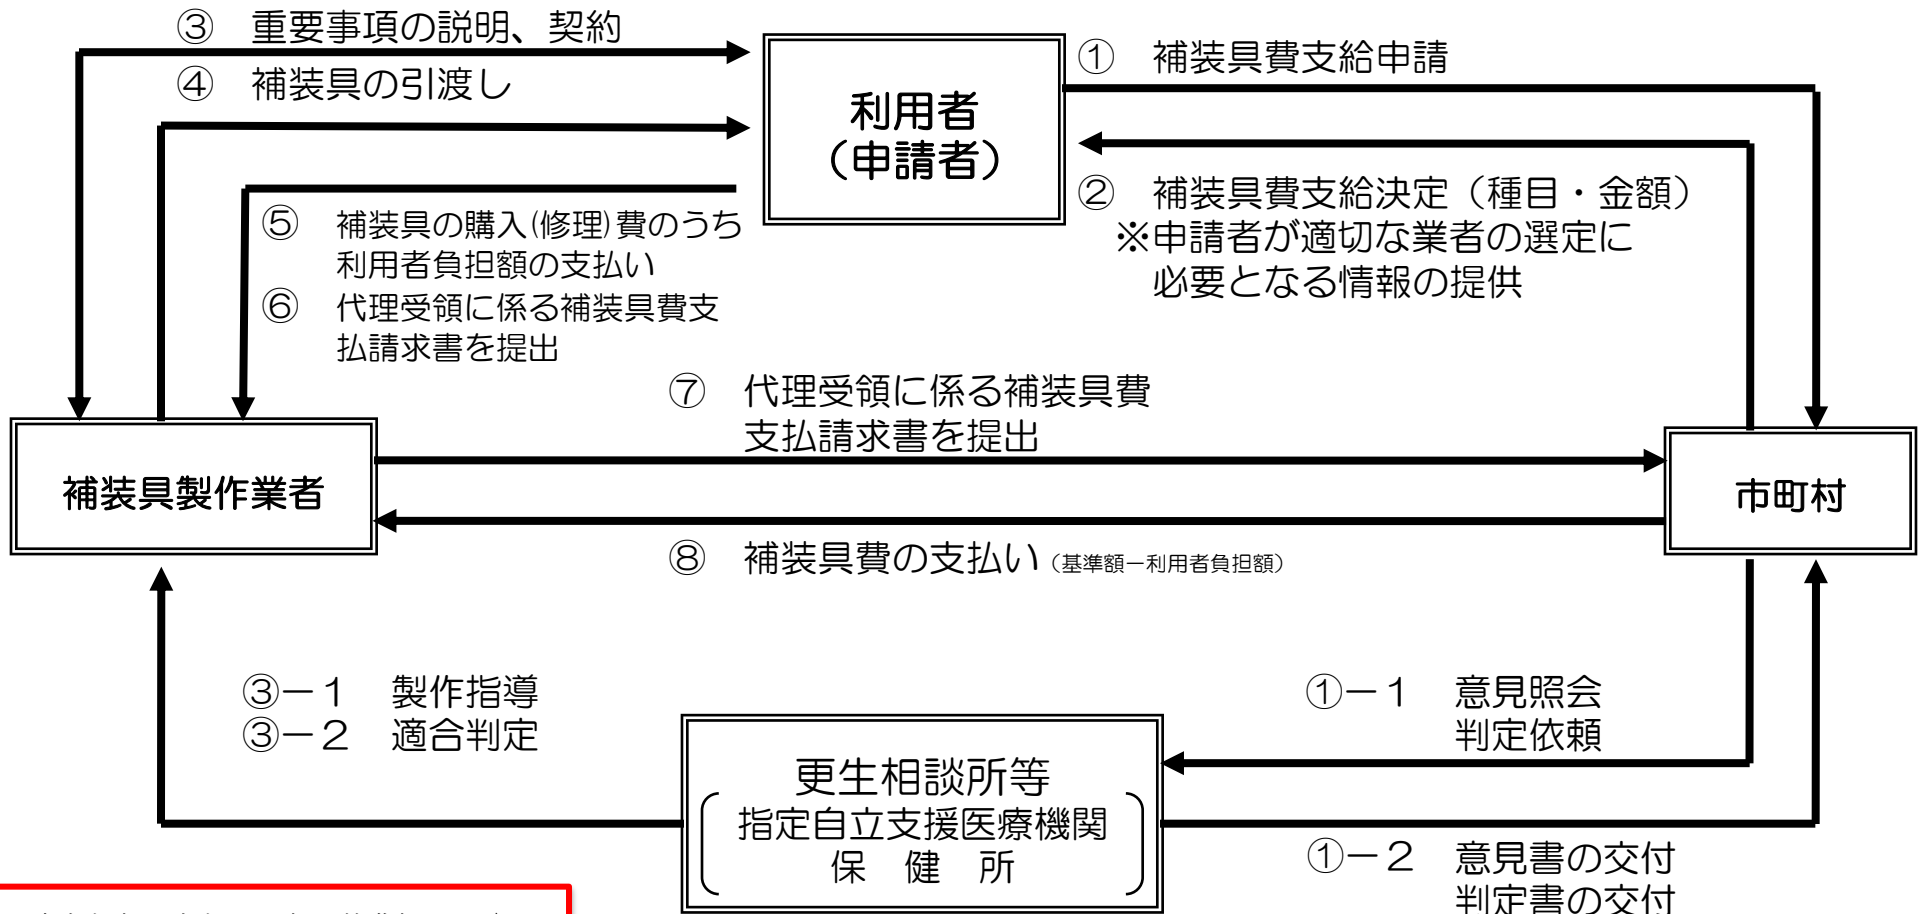 ③　重要事項の説明、契約
④　補装具の引渡し
利用者
（申請者）
①　補装具費支給申請
②　補装具費支給決定（種目・金額）
※申請者が適切な業者の選定に
必要となる情報の提供
⑤　補装具の購入(修理)費のうち
利用者負担額の支払い
⑥　代理受領に係る補装具費支
払請求書を提出
⑦　代理受領に係る補装具費
支払請求書を提出
補装具製作業者
市町村
⑧　補装具費の支払い（基準額－利用者負担額）
③－１　製作指導
③－２　適合判定
①－１　意見照会
判定依頼
更生相談所等
指定自立支援医療機関
保　健　所
①－２　意見書の交付
判定書の交付